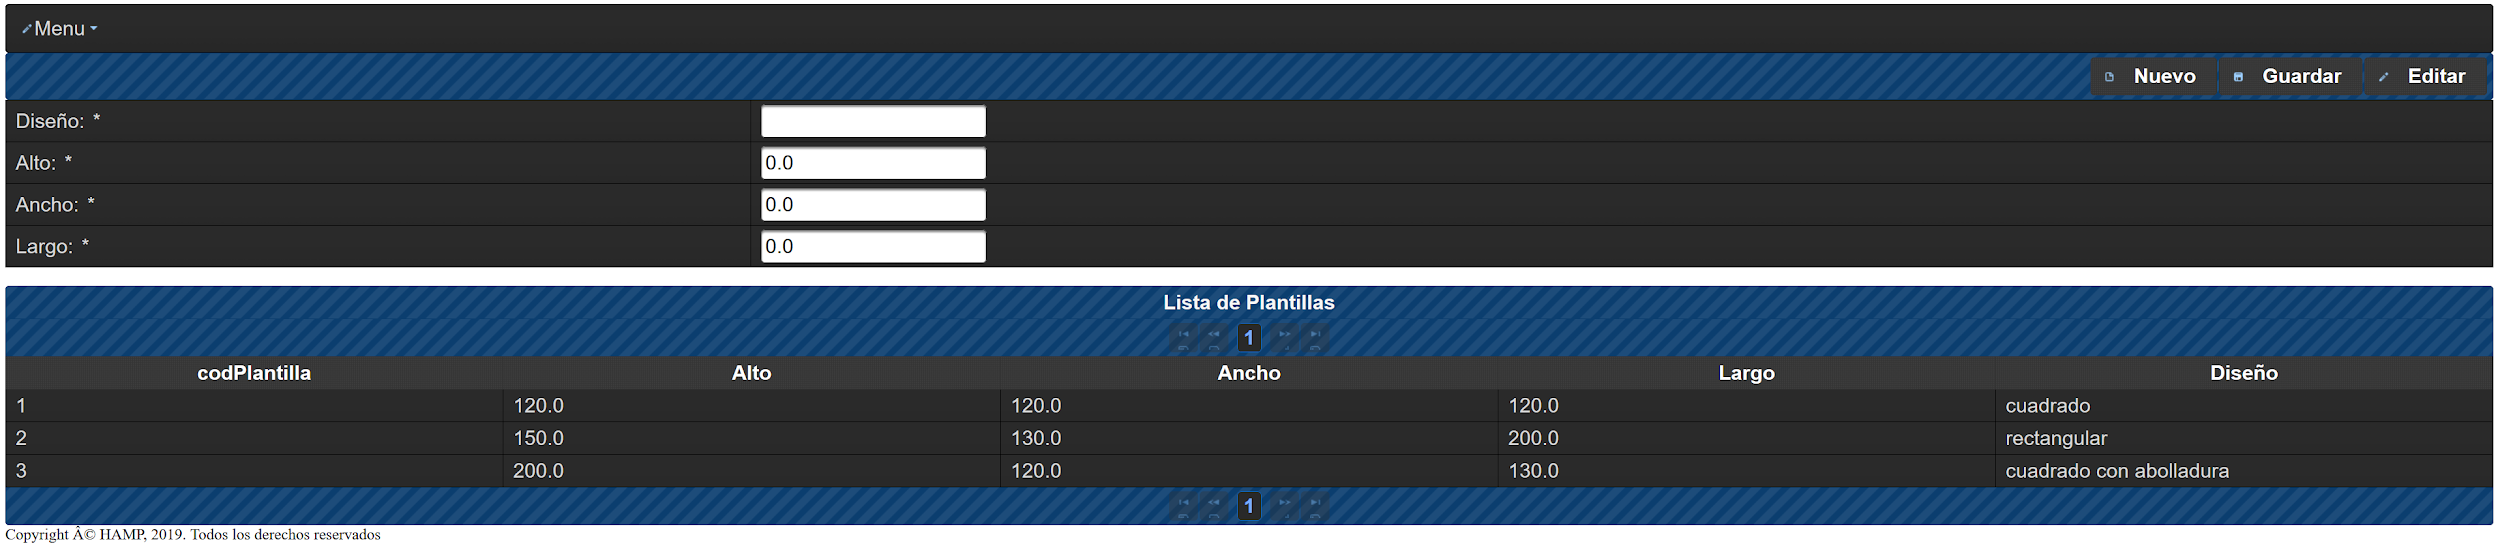 Menu
Nuevo Guardar Editar
Diseño: *
Alto: * 0.0
Ancho: * 0.0
Largo: * 0.0
Lista de Plantillas
1
codPlantilla Alto Ancho Largo Diseño
1 120.0 120.0 120.0 cuadrado
2 150.0 130.0 200.0 rectangular
3 200.0 120.0 130.0 cuadrado con abolladura
1
Copyright Â© HAMP, 2019. Todos los derechos reservados